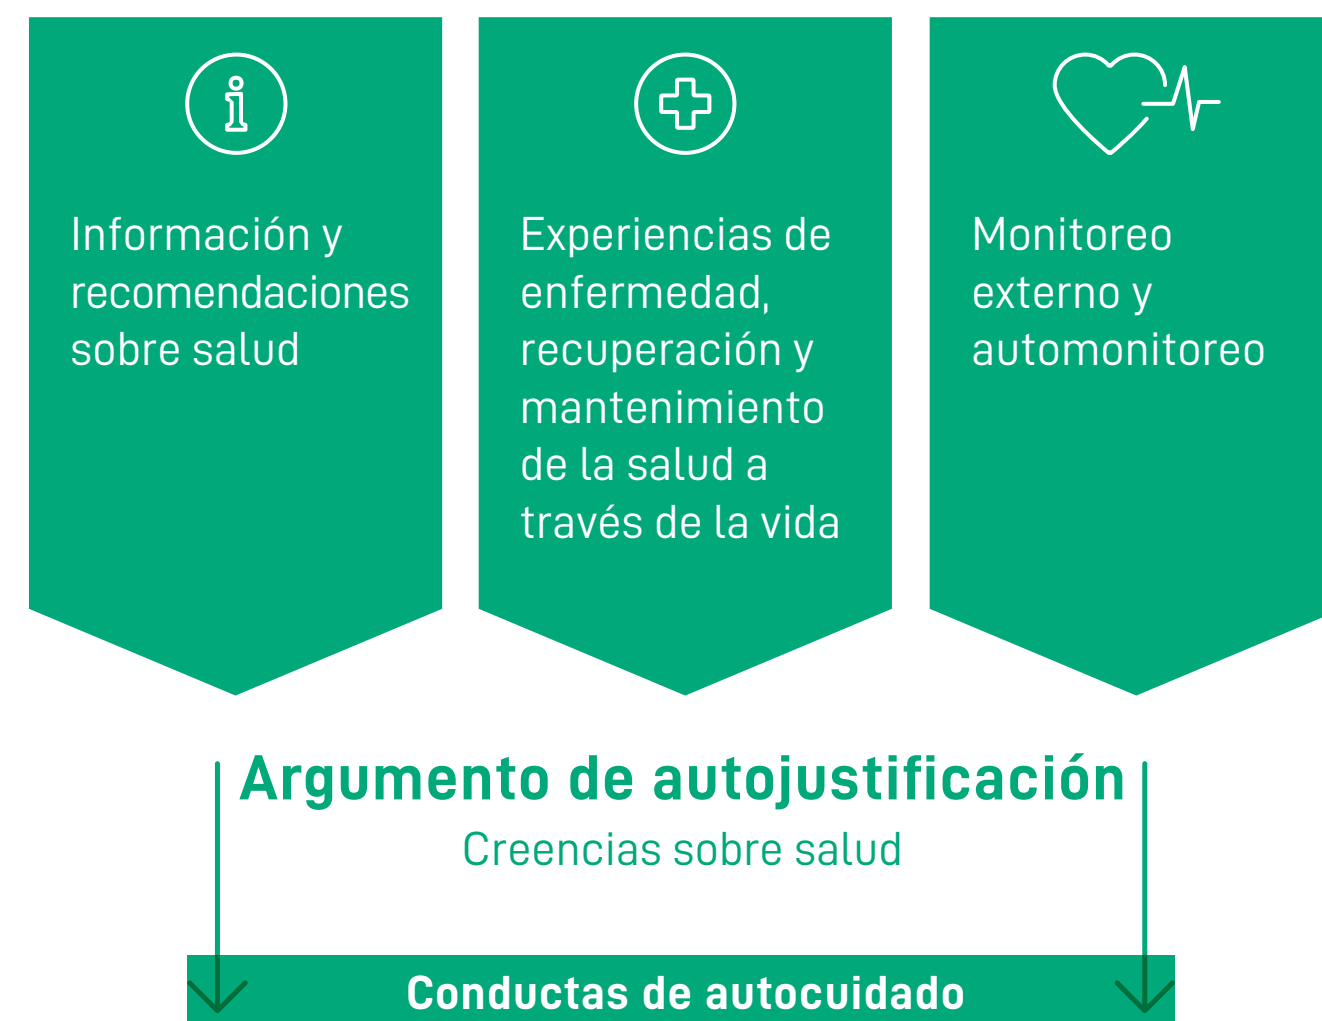 Información y
recomendaciones
sobre salud
Experiencias de
enfermedad,
recuperación y
mantenimiento
de la salud a
través de la vida
Monitoreo
externo y
automonitoreo
Argumento de autojustificación
Creencias sobre salud
Conductas de autocuidado